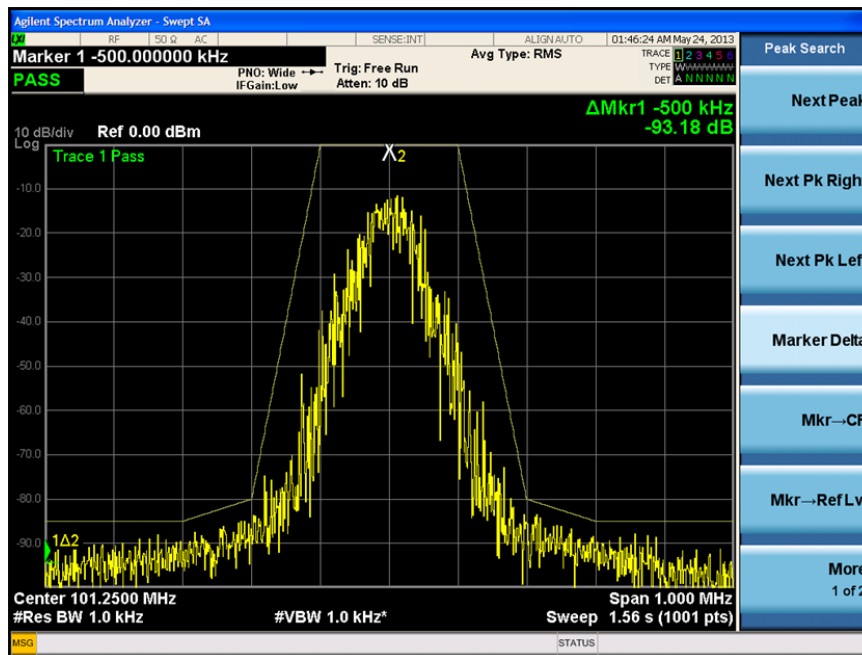 Agilent Spectrum Analyzer - Swept SA
LXI RF 50 Ω AC SENSE:INT ALIGN AUTO 01:46:24 AM May 24, 2013
Marker 1 -500.000000 kHz
PASS
PNO: Wide
IFGain:Low
Trig: Free Run
Atten: 10 dB
Avg Type: RMS
TRACE 1 2 3 4 5 6
TYPE WWWWWW
DET A N N N N N
ΔMkr1 -500 kHz
-93.18 dB
10 dB/div Ref 0.00 dBm
Log
Trace 1 Pass
X2
-10.0
-20.0
-30.0
-40.0
-50.0
-60.0
-70.0
-80.0
-90.0
1Δ2
Center 101.2500 MHz Span 1.000 MHz
#Res BW 1.0 kHz #VBW 1.0 kHz* Sweep 1.56 s (1001 pts)
MSG STATUS
Peak Search
Next Peak
Next Pk Righ
Next Pk Lef
Marker Delta
Mkr→CF
Mkr→Ref Lv
More
1 of 2